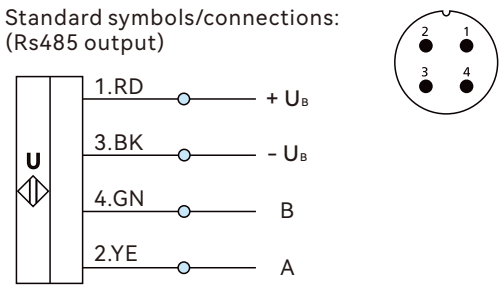 Standard symbols/connections:
(Rs485 output)
2 1
3 4
1.RD + UB
3.BK - UB
U
4.GN B
2.YE A